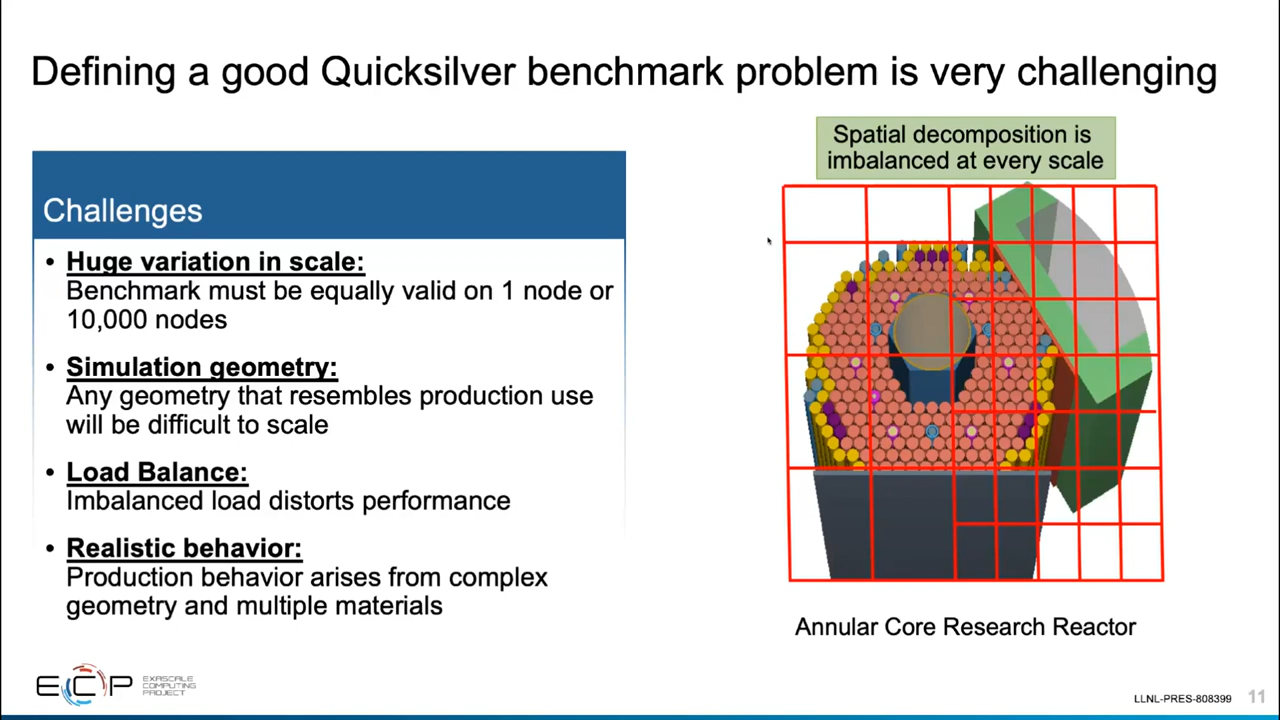 Defining a good Quicksilver benchmark problem is very challenging
Challenges
• Huge variation in scale:
Benchmark must be equally valid on 1 node or
10,000 nodes
• Simulation geometry:
Any geometry that resembles production use
will be difficult to scale
• Load Balance:
Imbalanced load distorts performance
• Realistic behavior:
Production behavior arises from complex
geometry and multiple materials
Spatial decomposition is
imbalanced at every scale
Annular Core Research Reactor
ECP
EXASCALE
COMPUTING
PROJECT
LLNL-PRES-808399
11